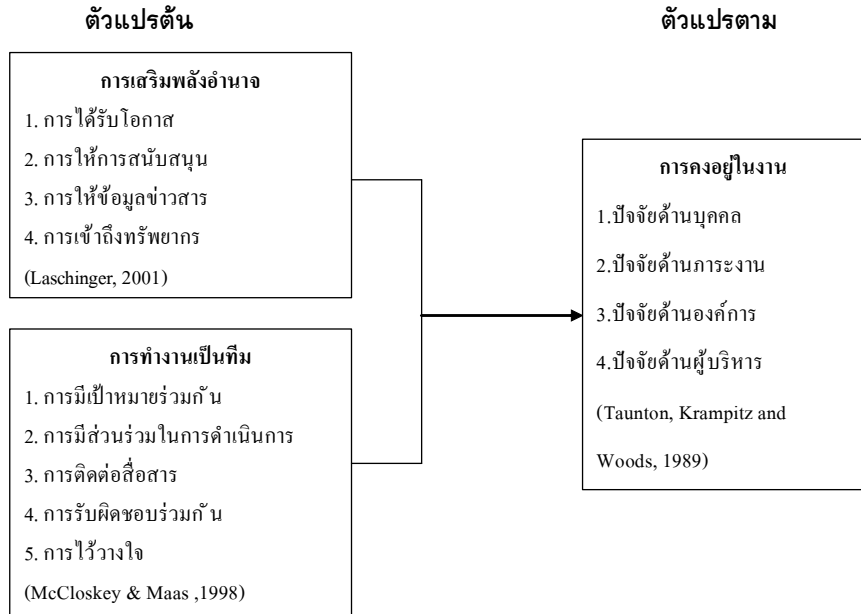 ตัวแปรต้น
ตัวแปรตาม
การเสริมพลังอำนาจ
1. การได้รับโอกาส
2. การให้การสนับสนุน
3. การให้ข้อมูลข่าวสาร
4. การเข้าถึงทรัพยากร
(Laschinger, 2001)
การทำงานเป็นทีม
1. การมีเป้าหมายร่วมกัน
2. การมีส่วนร่วมในการดำเนินการ
3. การติดต่อสื่อสาร
4. การรับผิดชอบร่วมกัน
5. การไว้วางใจ
(McCloskey & Maas ,1998)
การคงอยู่ในงาน
1.ปัจจัยด้านบุคคล
2.ปัจจัยด้านภาระงาน
3.ปัจจัยด้านองค์การ
4.ปัจจัยด้านผู้บริหาร
(Taunton, Krampitz and
Woods, 1989)